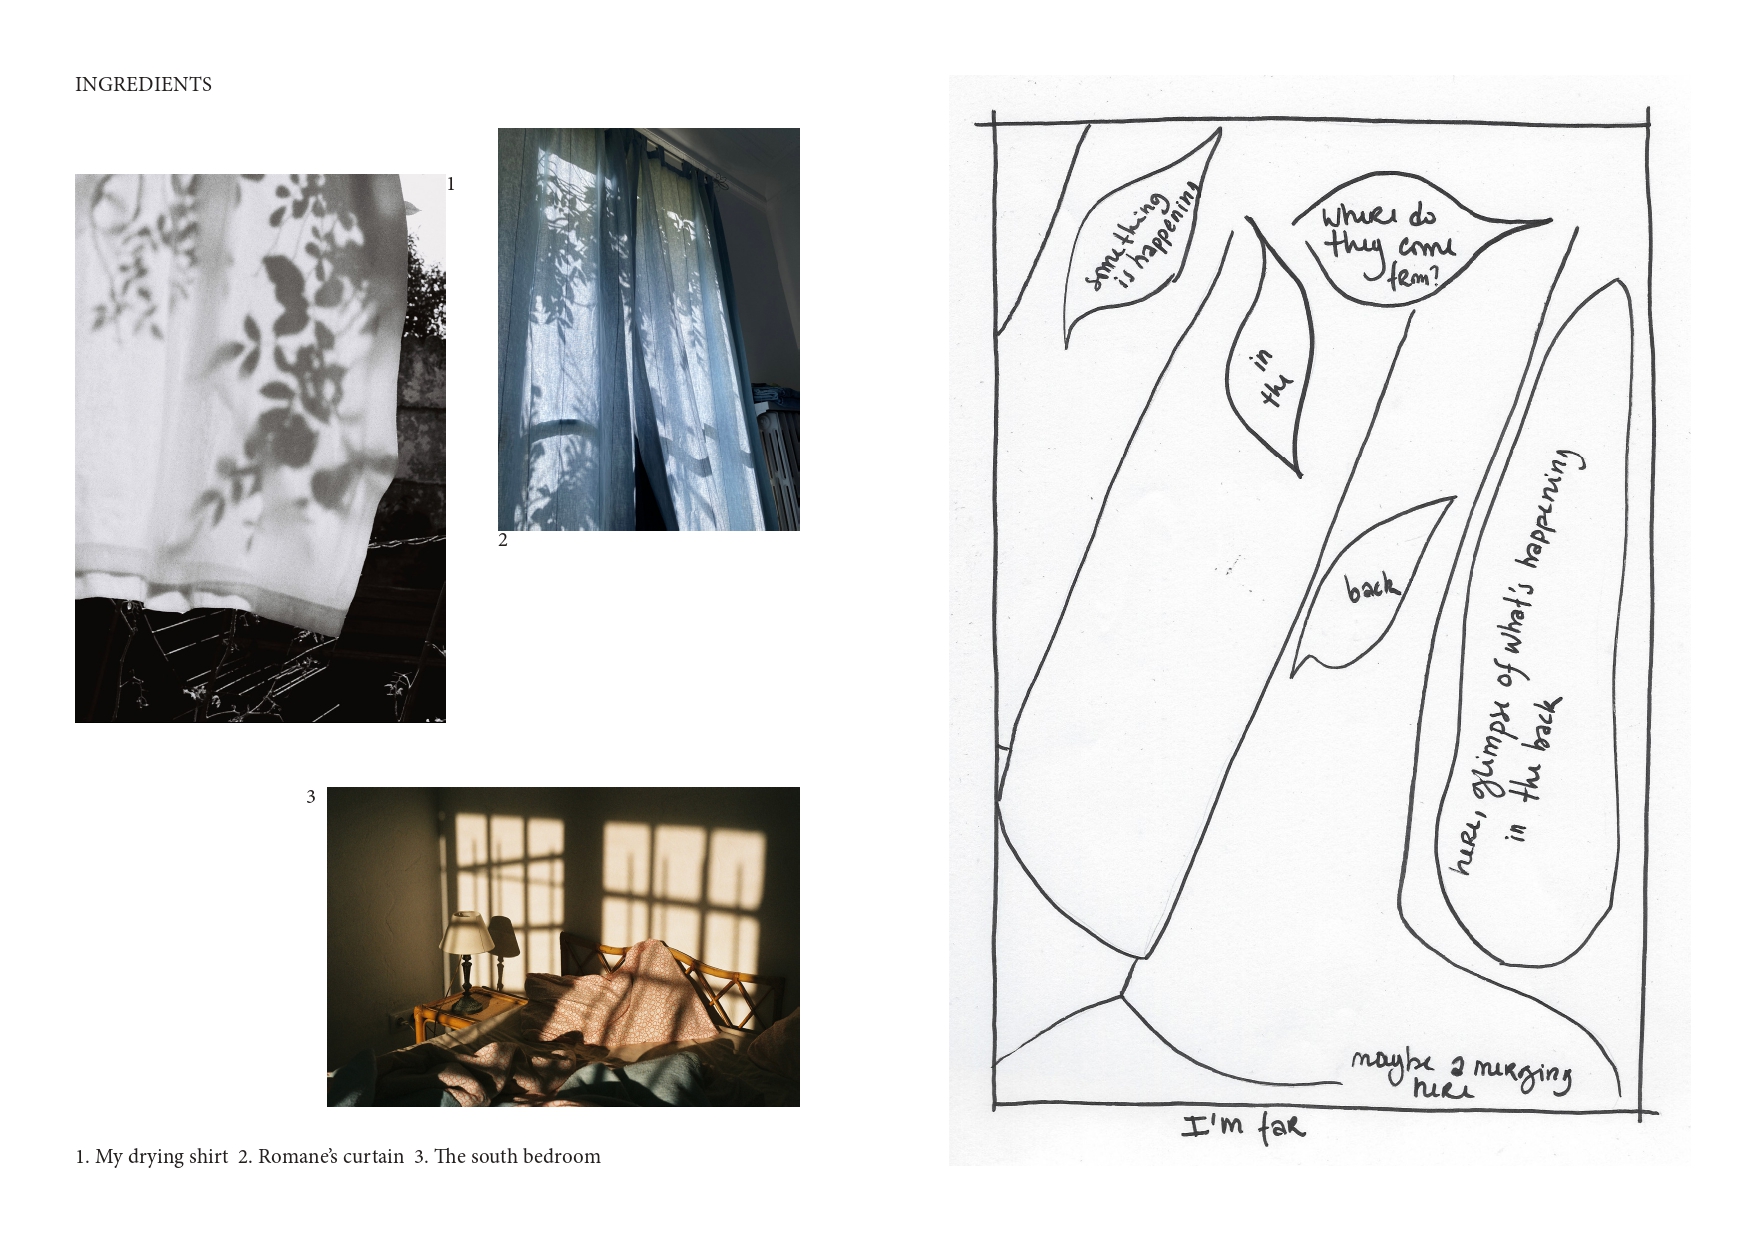 INGREDIENTS
1
2
3
1. My drying shirt 2. Romane's curtain 3. The south bedroom
something
is happening
where do
they come
from?
in
the
back
here, glimpse of what's happening
in the back
maybe a merging
here
I'm far